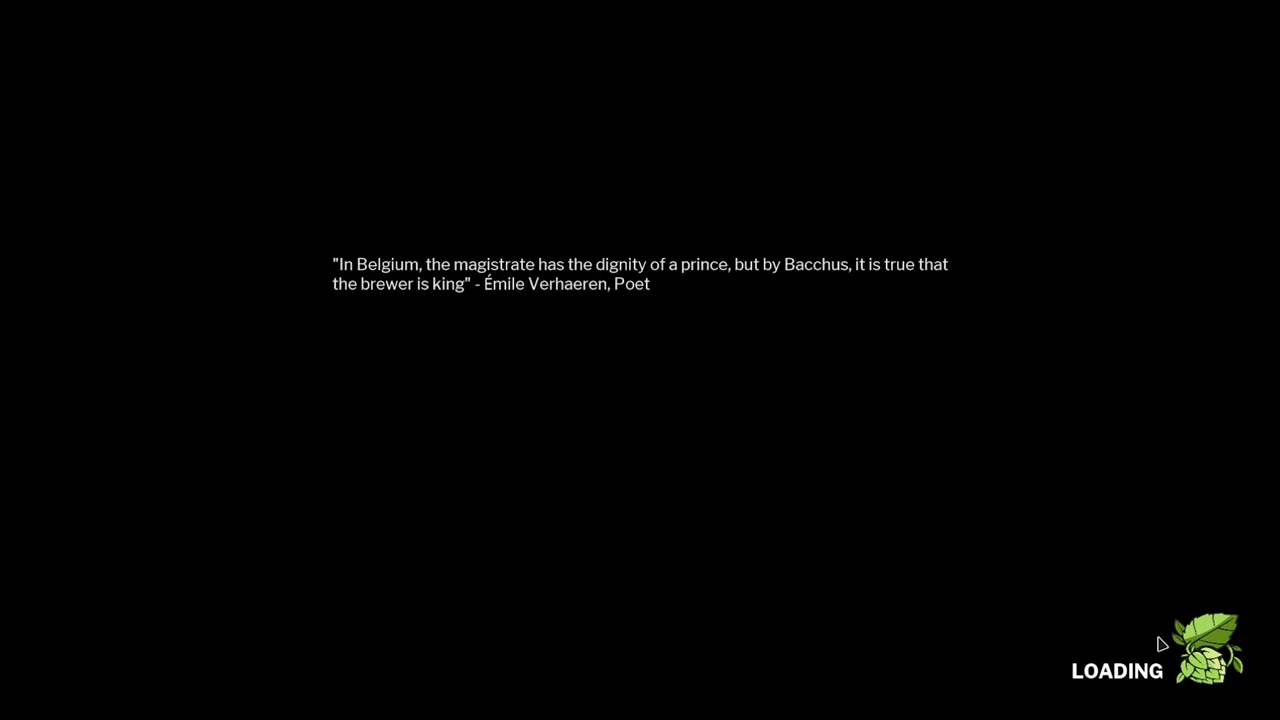 "In Belgium, the magistrate has the dignity of a prince, but by Bacchus, it is true that
the brewer is king" - Émile Verhaeren, Poet
LOADING